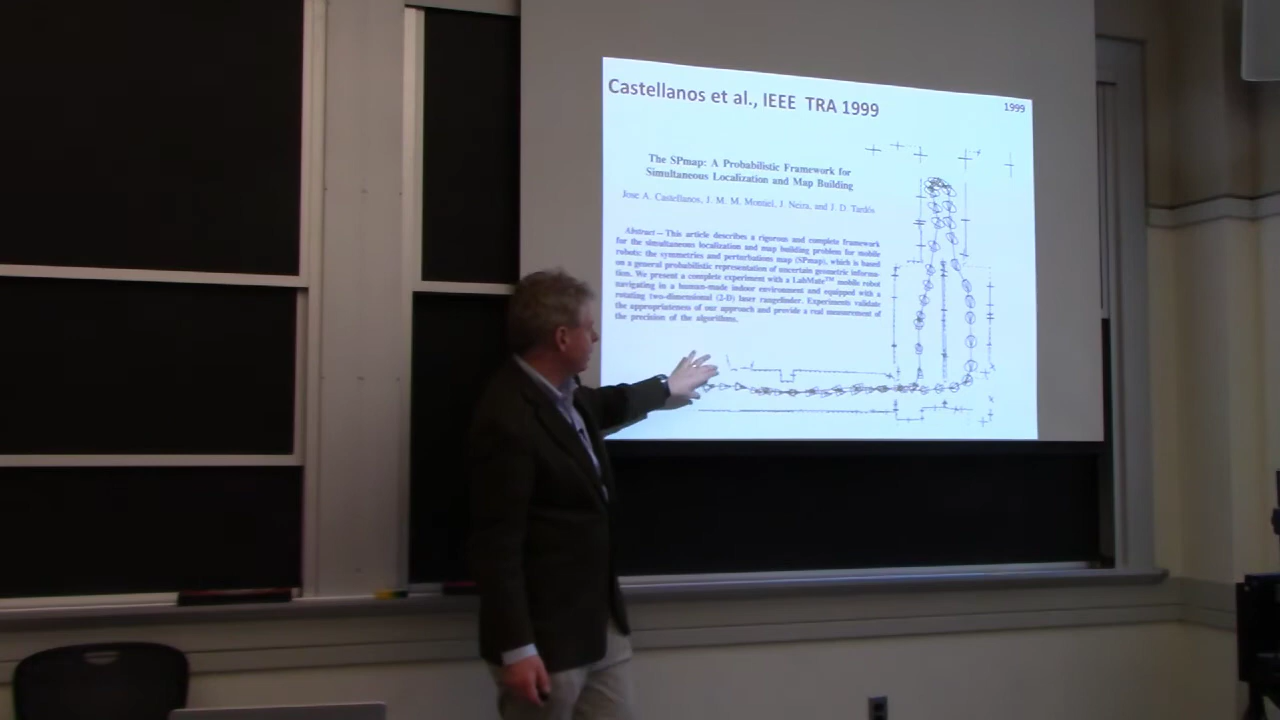 Castellanos et al., IEEE TRA 1999
1999
The SPmap: A Probabilistic Framework for
Simultaneous Localization and Map Building
Jose A. Castellanos, J. M. M. Montiel, J. Neira, and J. D. Tardós
Abstract—This article describes a rigorous and complete framework
for the simultaneous localization and map building problem for mobile
robots: the symmetries and perturbations map (SPmap), which is based
on a general probabilistic representation of uncertain geometric informa-
tion. We present a complete experiment with a LabMate™ mobile robot
navigating in a human-made indoor environment and equipped with a
rotating two-dimensional (2-D) laser rangefinder. Experiments validate
the appropriateness of our approach and provide a real measurement of
the precision of the algorithms.